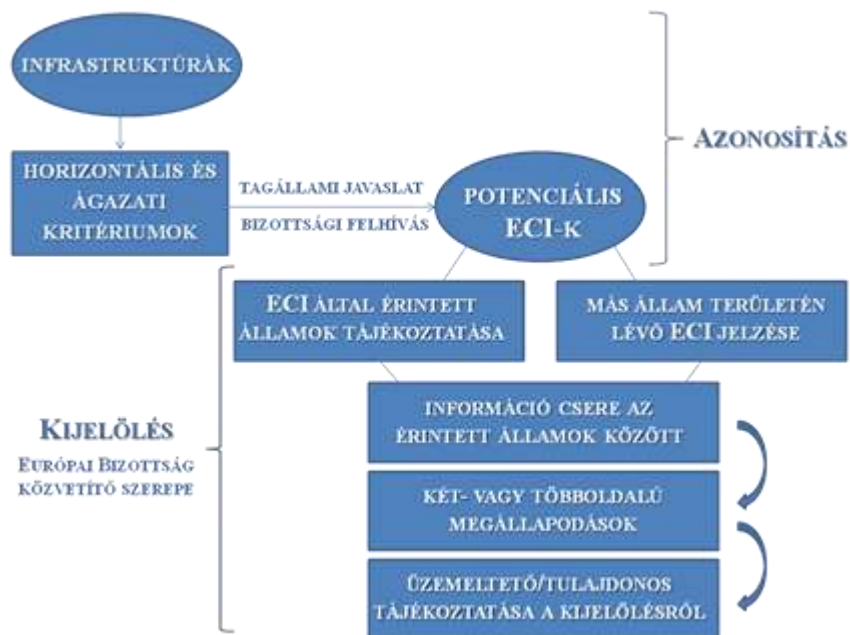 INFRASTRUKTÚRÁK
AZONOSÍTÁS
HORIZONTÁLIS ÉS
ÁGAZATI
KRITÉRIUMOK
TAGÁLLAMI JAVASLAT
BIZOTTSÁGI FELHÍVÁS
POTENCIÁLIS
ECI-K
ECI ÁLTAL ÉRINTETT
ÁLLAMOK TÁJÉKOZTATÁSA
MÁS ÁLLAM TERÜLETÉN
LÉVŐ ECI JELZÉSE
KIJELÖLÉS
EURÓPAI BIZOTTSÁG
KÖZVETÍTŐ SZEREPE
INFORMÁCIÓ CSERE AZ
ÉRINTETT ÁLLAMOK KÖZÖTT
KÉT- VAGY TÖBBOLDALÚ
MEGÁLLAPODÁSOK
ÜZEMELTETŐ/TULAJDONOS
TÁJÉKOZTATÁSA A KIJELÖLÉSRŐL